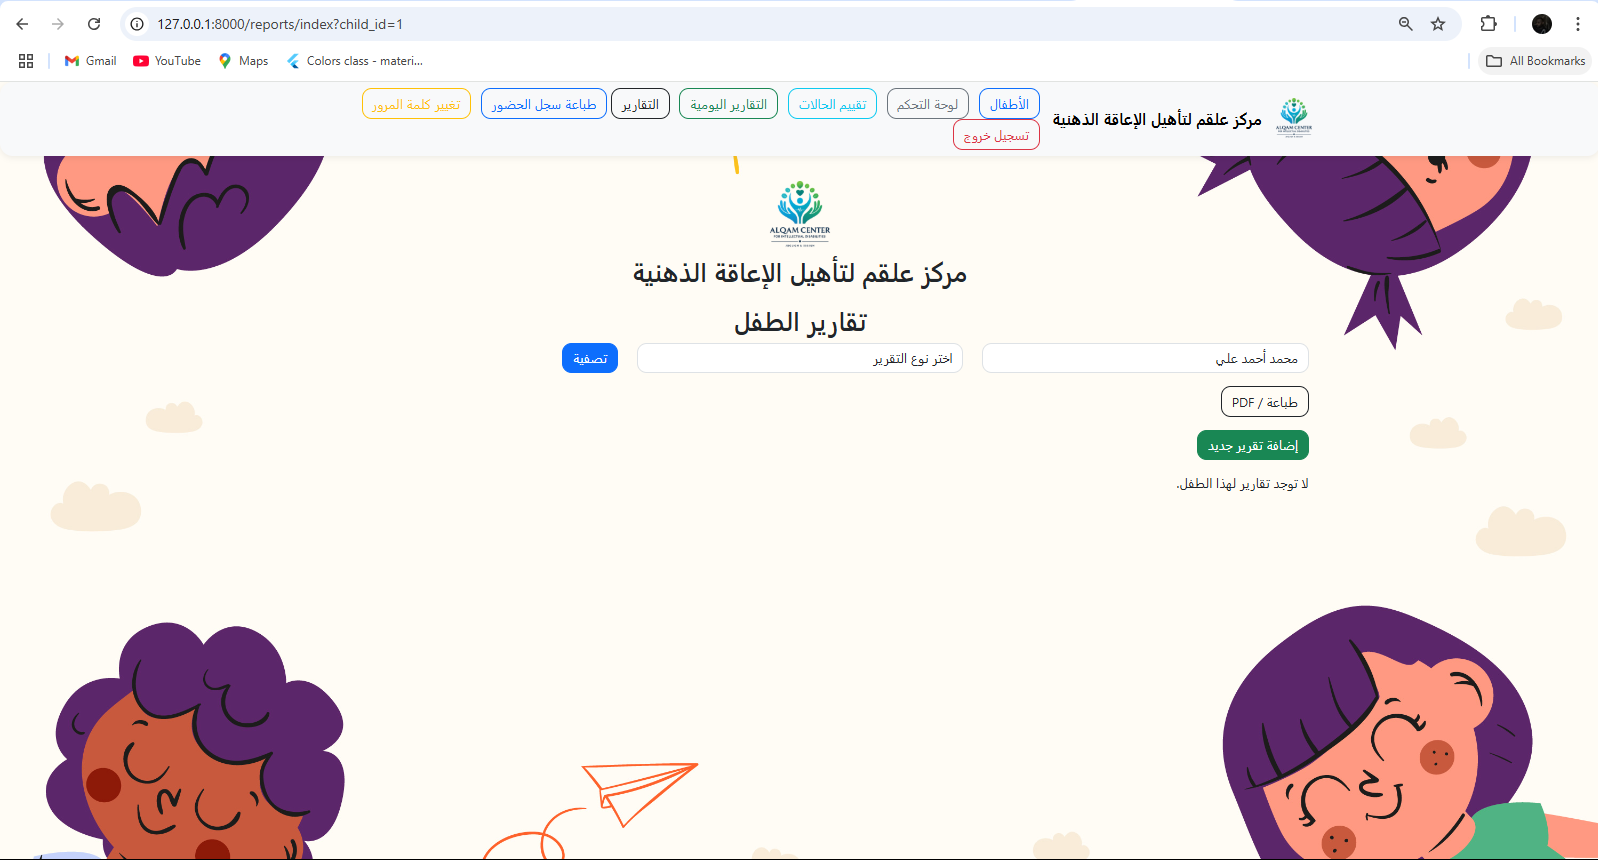 127.0.0.1:8000/reports/index?child_id=1
Gmail YouTube Maps Colors class - materi... All Bookmarks
ALQAM CENTER
مركز علقم لتأهيل الإعاقة الذهنية
الأطفال لوحة التحكم تقييم الحالات التقارير اليومية التقارير طباعة سجل الحضور تغيير كلمة المرور
تسجيل خروج
ALQAM CENTER
FOR INTELLECTUAL DISABILITIES
مركز علقم لتأهيل الإعاقة الذهنية
تقارير الطفل
محمد أحمد علي اختر نوع التقرير تصفية
طباعة / PDF
إضافة تقرير جديد
لا توجد تقارير لهذا الطفل.